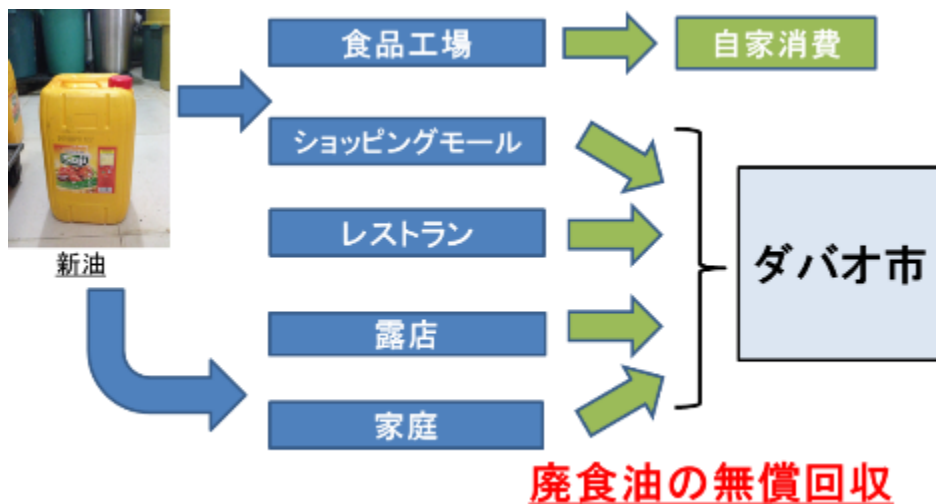 食品工場
自家消費
ショッピングモール
レストラン
新油
ダバオ市
露店
家庭
廃食油の無償回収